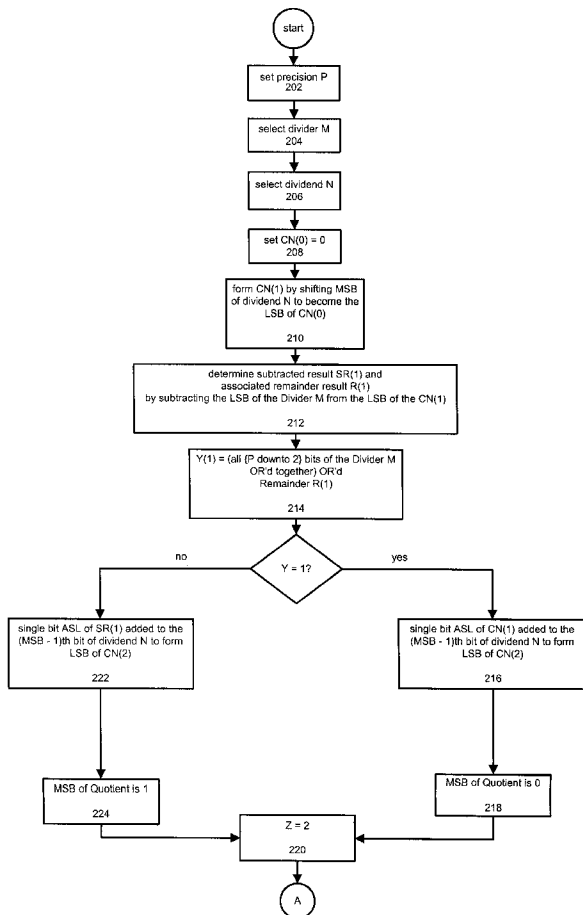 start
set precision P
202
select divider M
204
select dividend N
206
set CN(0) = 0
208
form CN(1) by shifting MSB
of dividend N to become the
LSB of CN(0)
210
determine subtracted result SR(1) and
associated remainder result R(1)
by subtracting the LSB of the Divider M from the LSB of the CN(1)
212
Y(1) = (all {P downto 2} bits of the Divider M
OR'd together) OR'd
Remainder R(1)
214
no
Y = 1?
yes
single bit ASL of SR(1) added to the
(MSB - 1)th bit of dividend N to form
LSB of CN(2)
222
single bit ASL of CN(1) added to the
(MSB - 1)th bit of dividend N to form
LSB of CN(2)
216
MSB of Quotient is 1
224
MSB of Quotient is 0
218
Z = 2
220
A